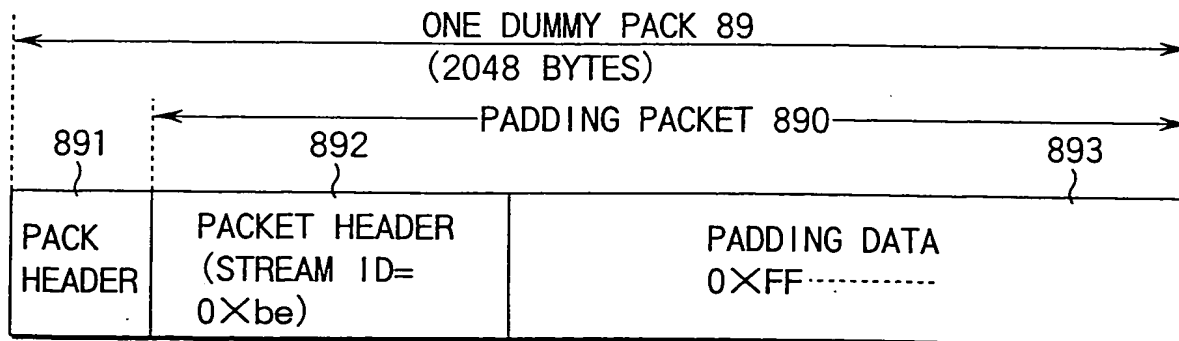 ONE DUMMY PACK 89
(2048 BYTES)
PADDING PACKET 890
891
892
893
PACK
HEADER
PACKET HEADER
(STREAM ID=
0×be)
PADDING DATA
0×FF----------